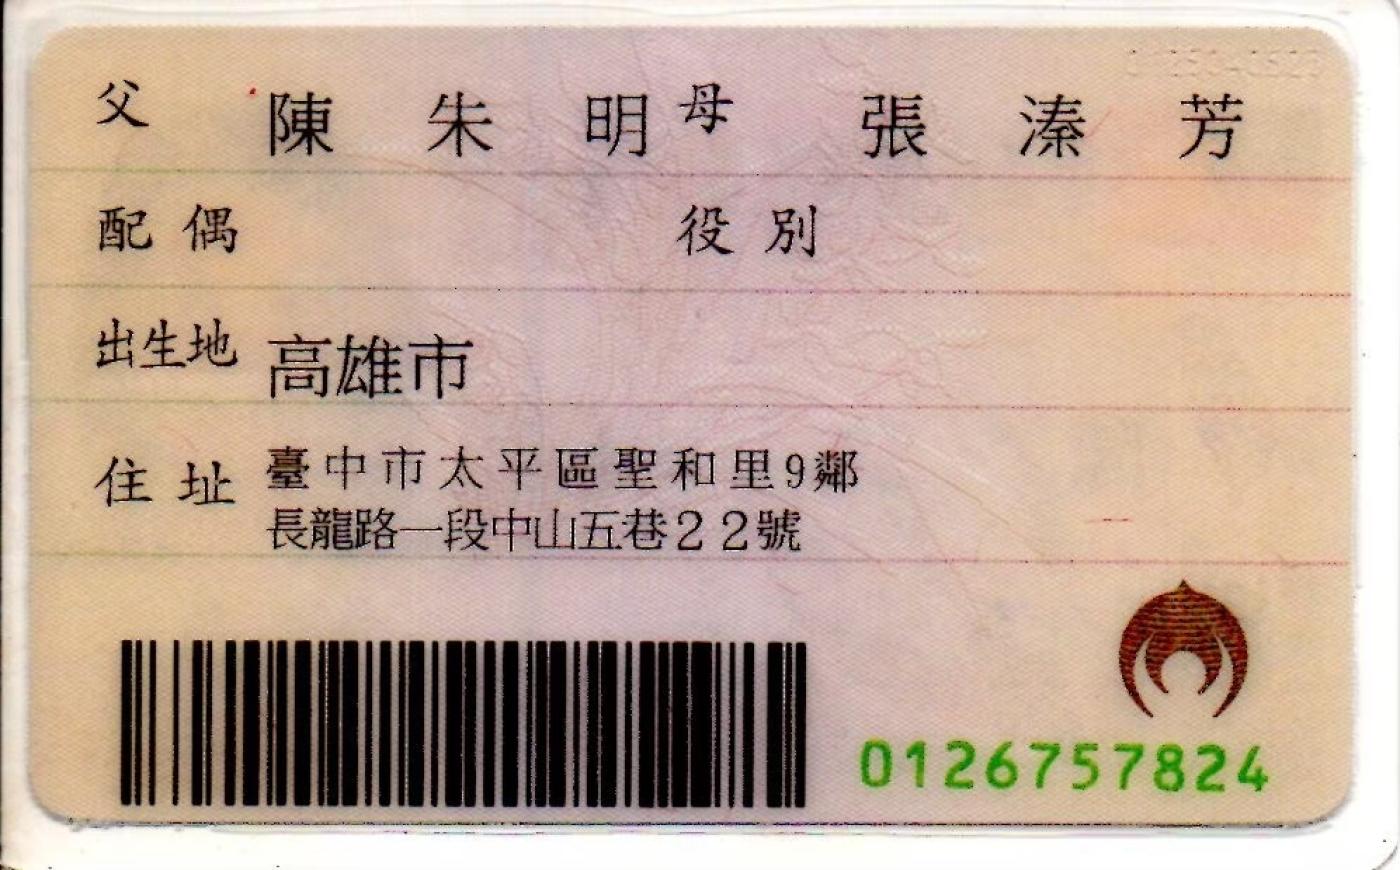 父 陳朱明 母 張溱芳
配偶 役別
出生地 高雄市
住址 臺中市太平區聖和里9鄰
長龍路一段中山五巷22號
0126757824